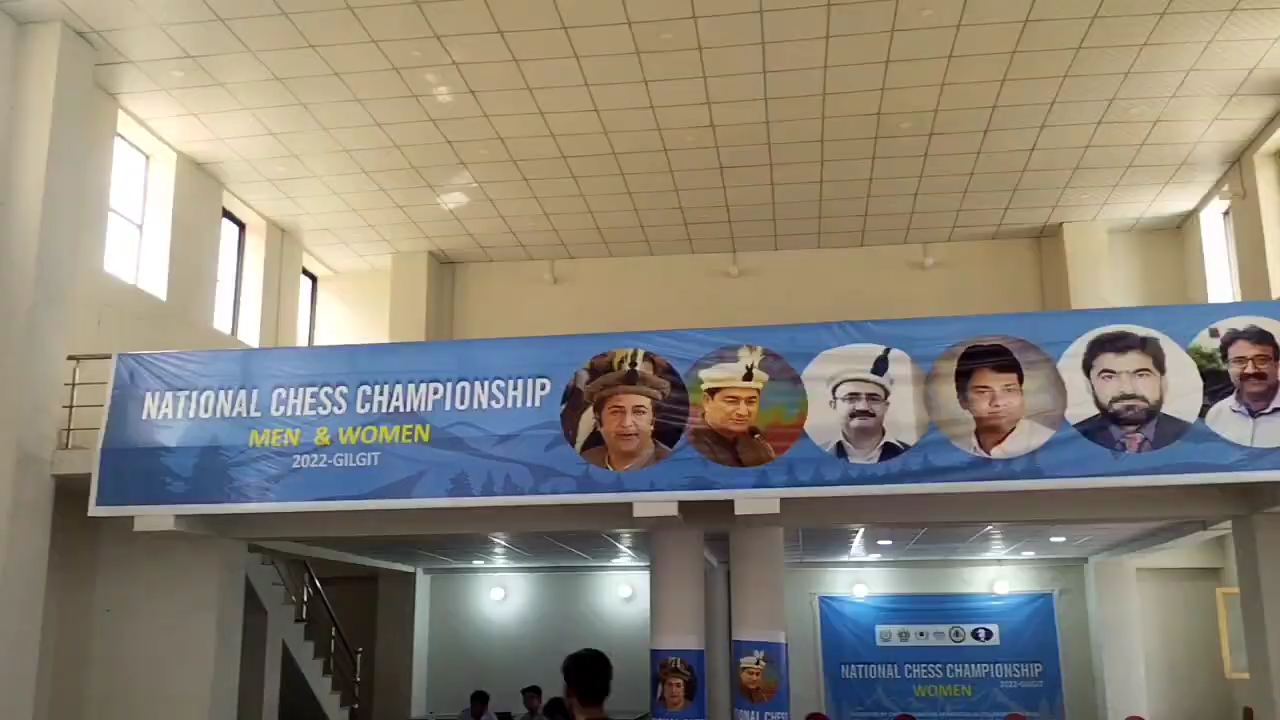 NATIONAL CHESS CHAMPIONSHIP
MEN & WOMEN
2022-GILGIT
NATIONAL CHESS CHAMPIONSHIP
2022-GILGIT
WOMEN